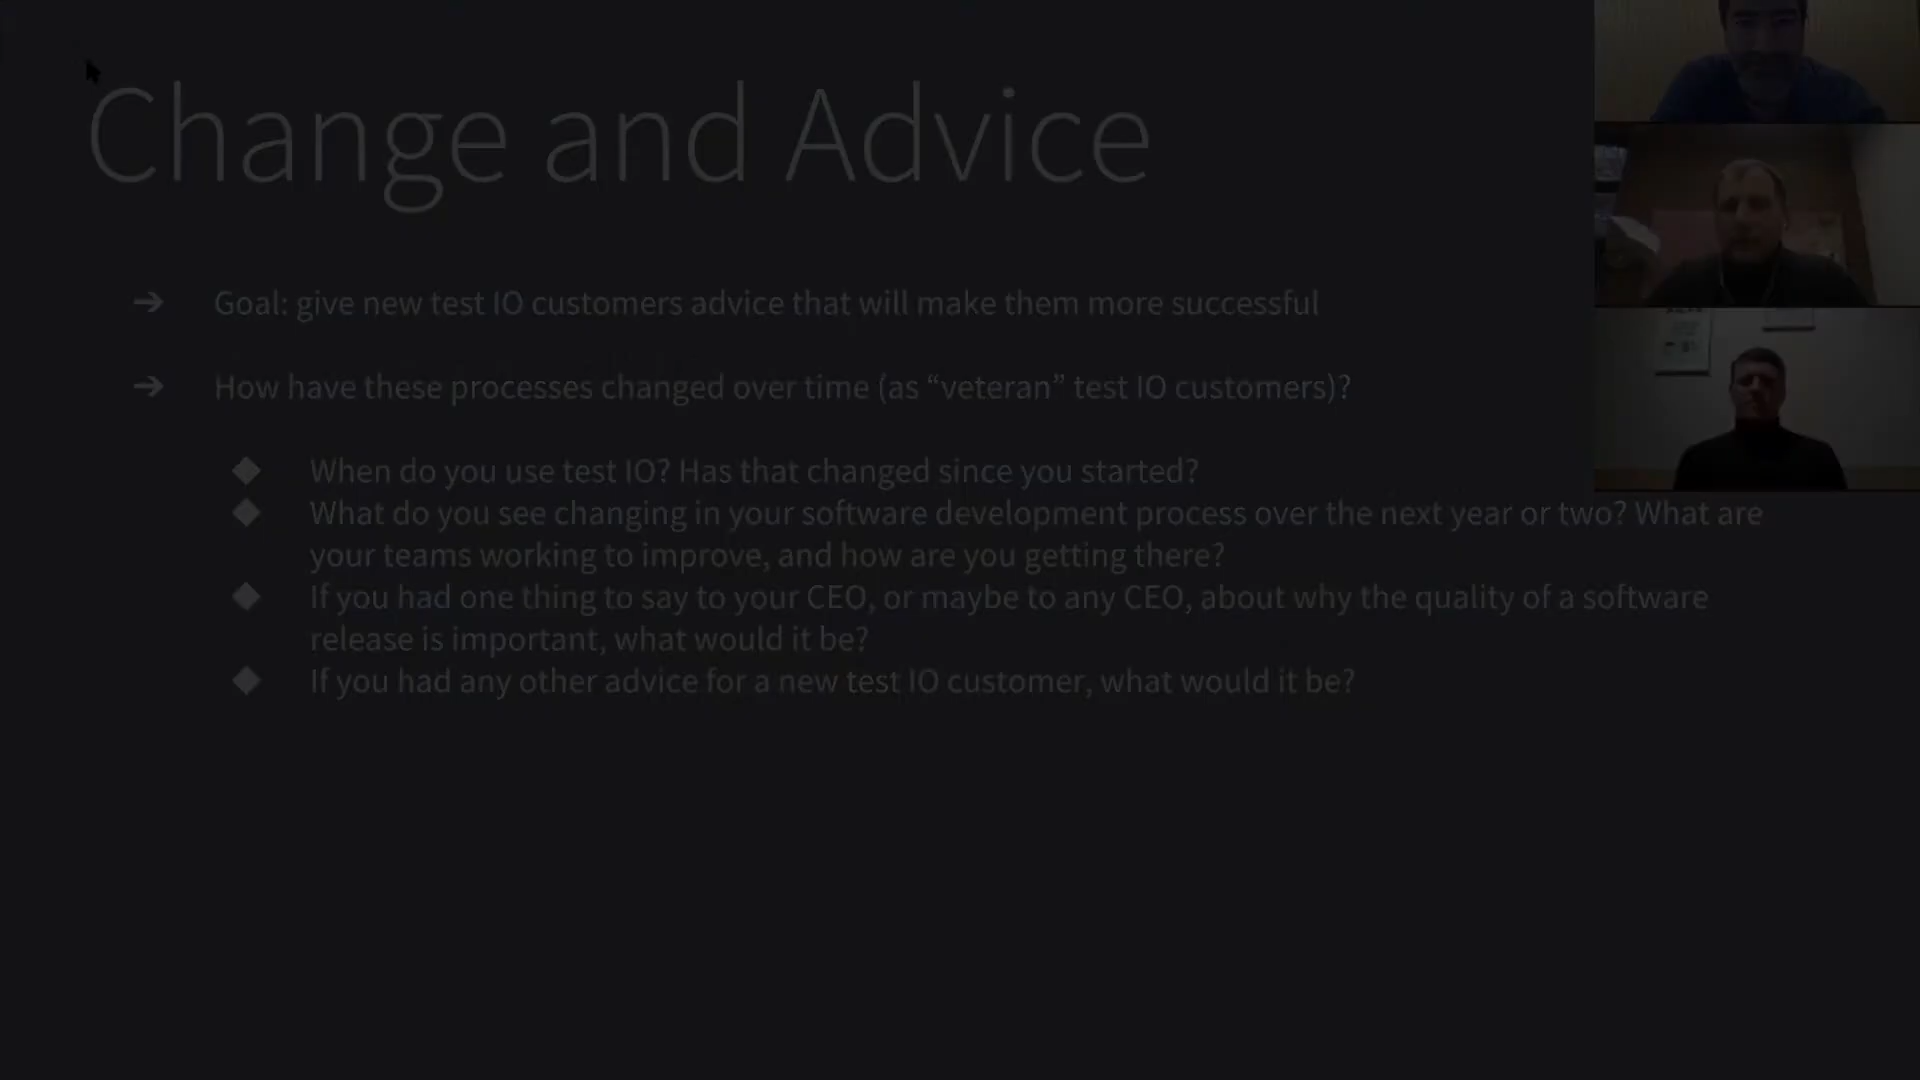 Change and Advice
Goal: give new test IO customers advice that will make them more successful
How have these processes changed over time (as “veteran” test IO customers)?
When do you use test IO? Has that changed since you started?
What do you see changing in your software development process over the next year or two? What are
your teams working to improve, and how are you getting there?
If you had one thing to say to your CEO, or maybe to any CEO, about why the quality of a software
release is important, what would it be?
If you had any other advice for a new test IO customer, what would it be?